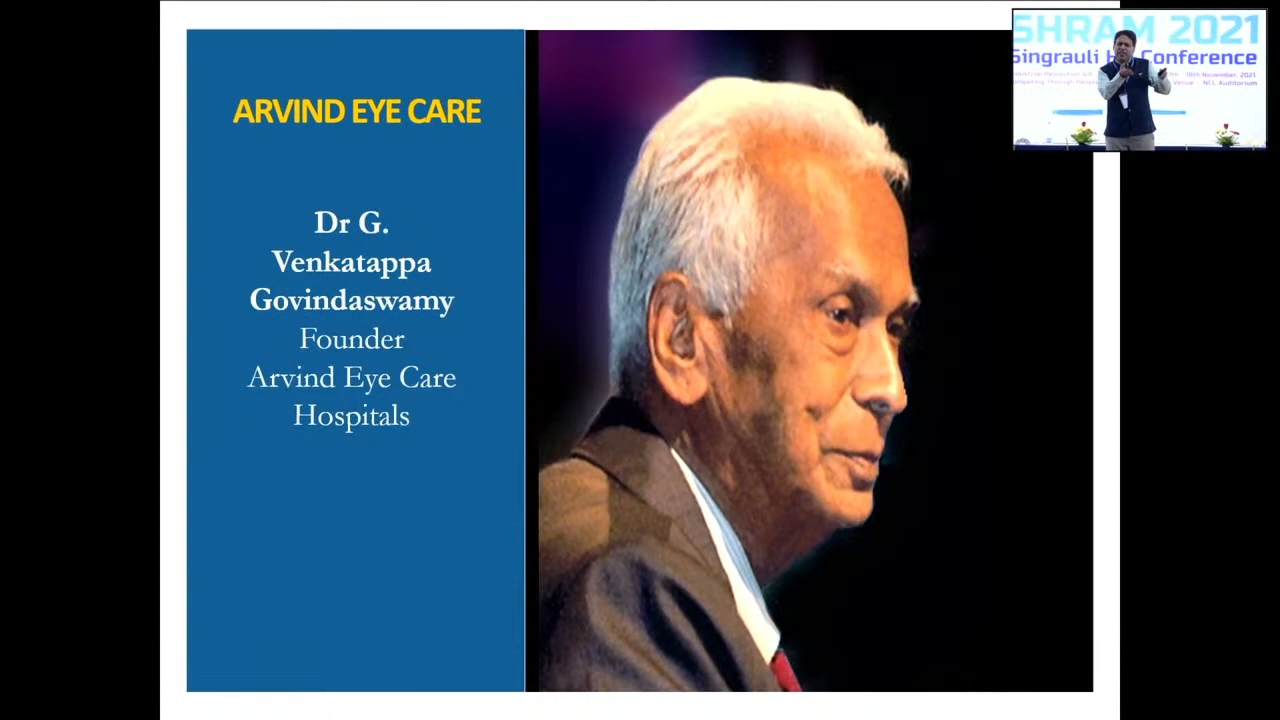 ARVIND EYE CARE
Dr G.
Venkatappa
Govindaswamy
Founder
Arvind Eye Care
Hospitals
SHRAM 2021
Singrauli Conference
November, 2021
Venue NCL Auditorium